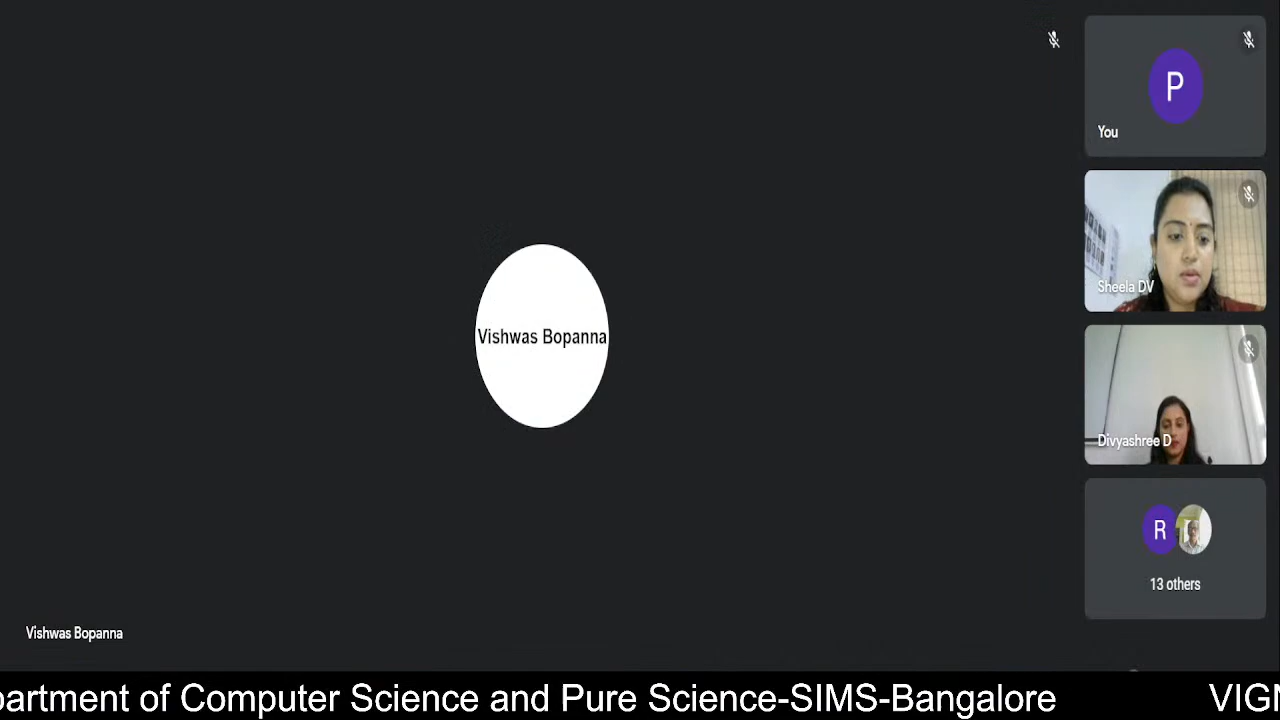 P
You
Sheela DV
Vishwas Bopanna
Divyashree D
R
13 others
Vishwas Bopanna
partment of Computer Science and Pure Science-SIMS-Bangalore VIGN